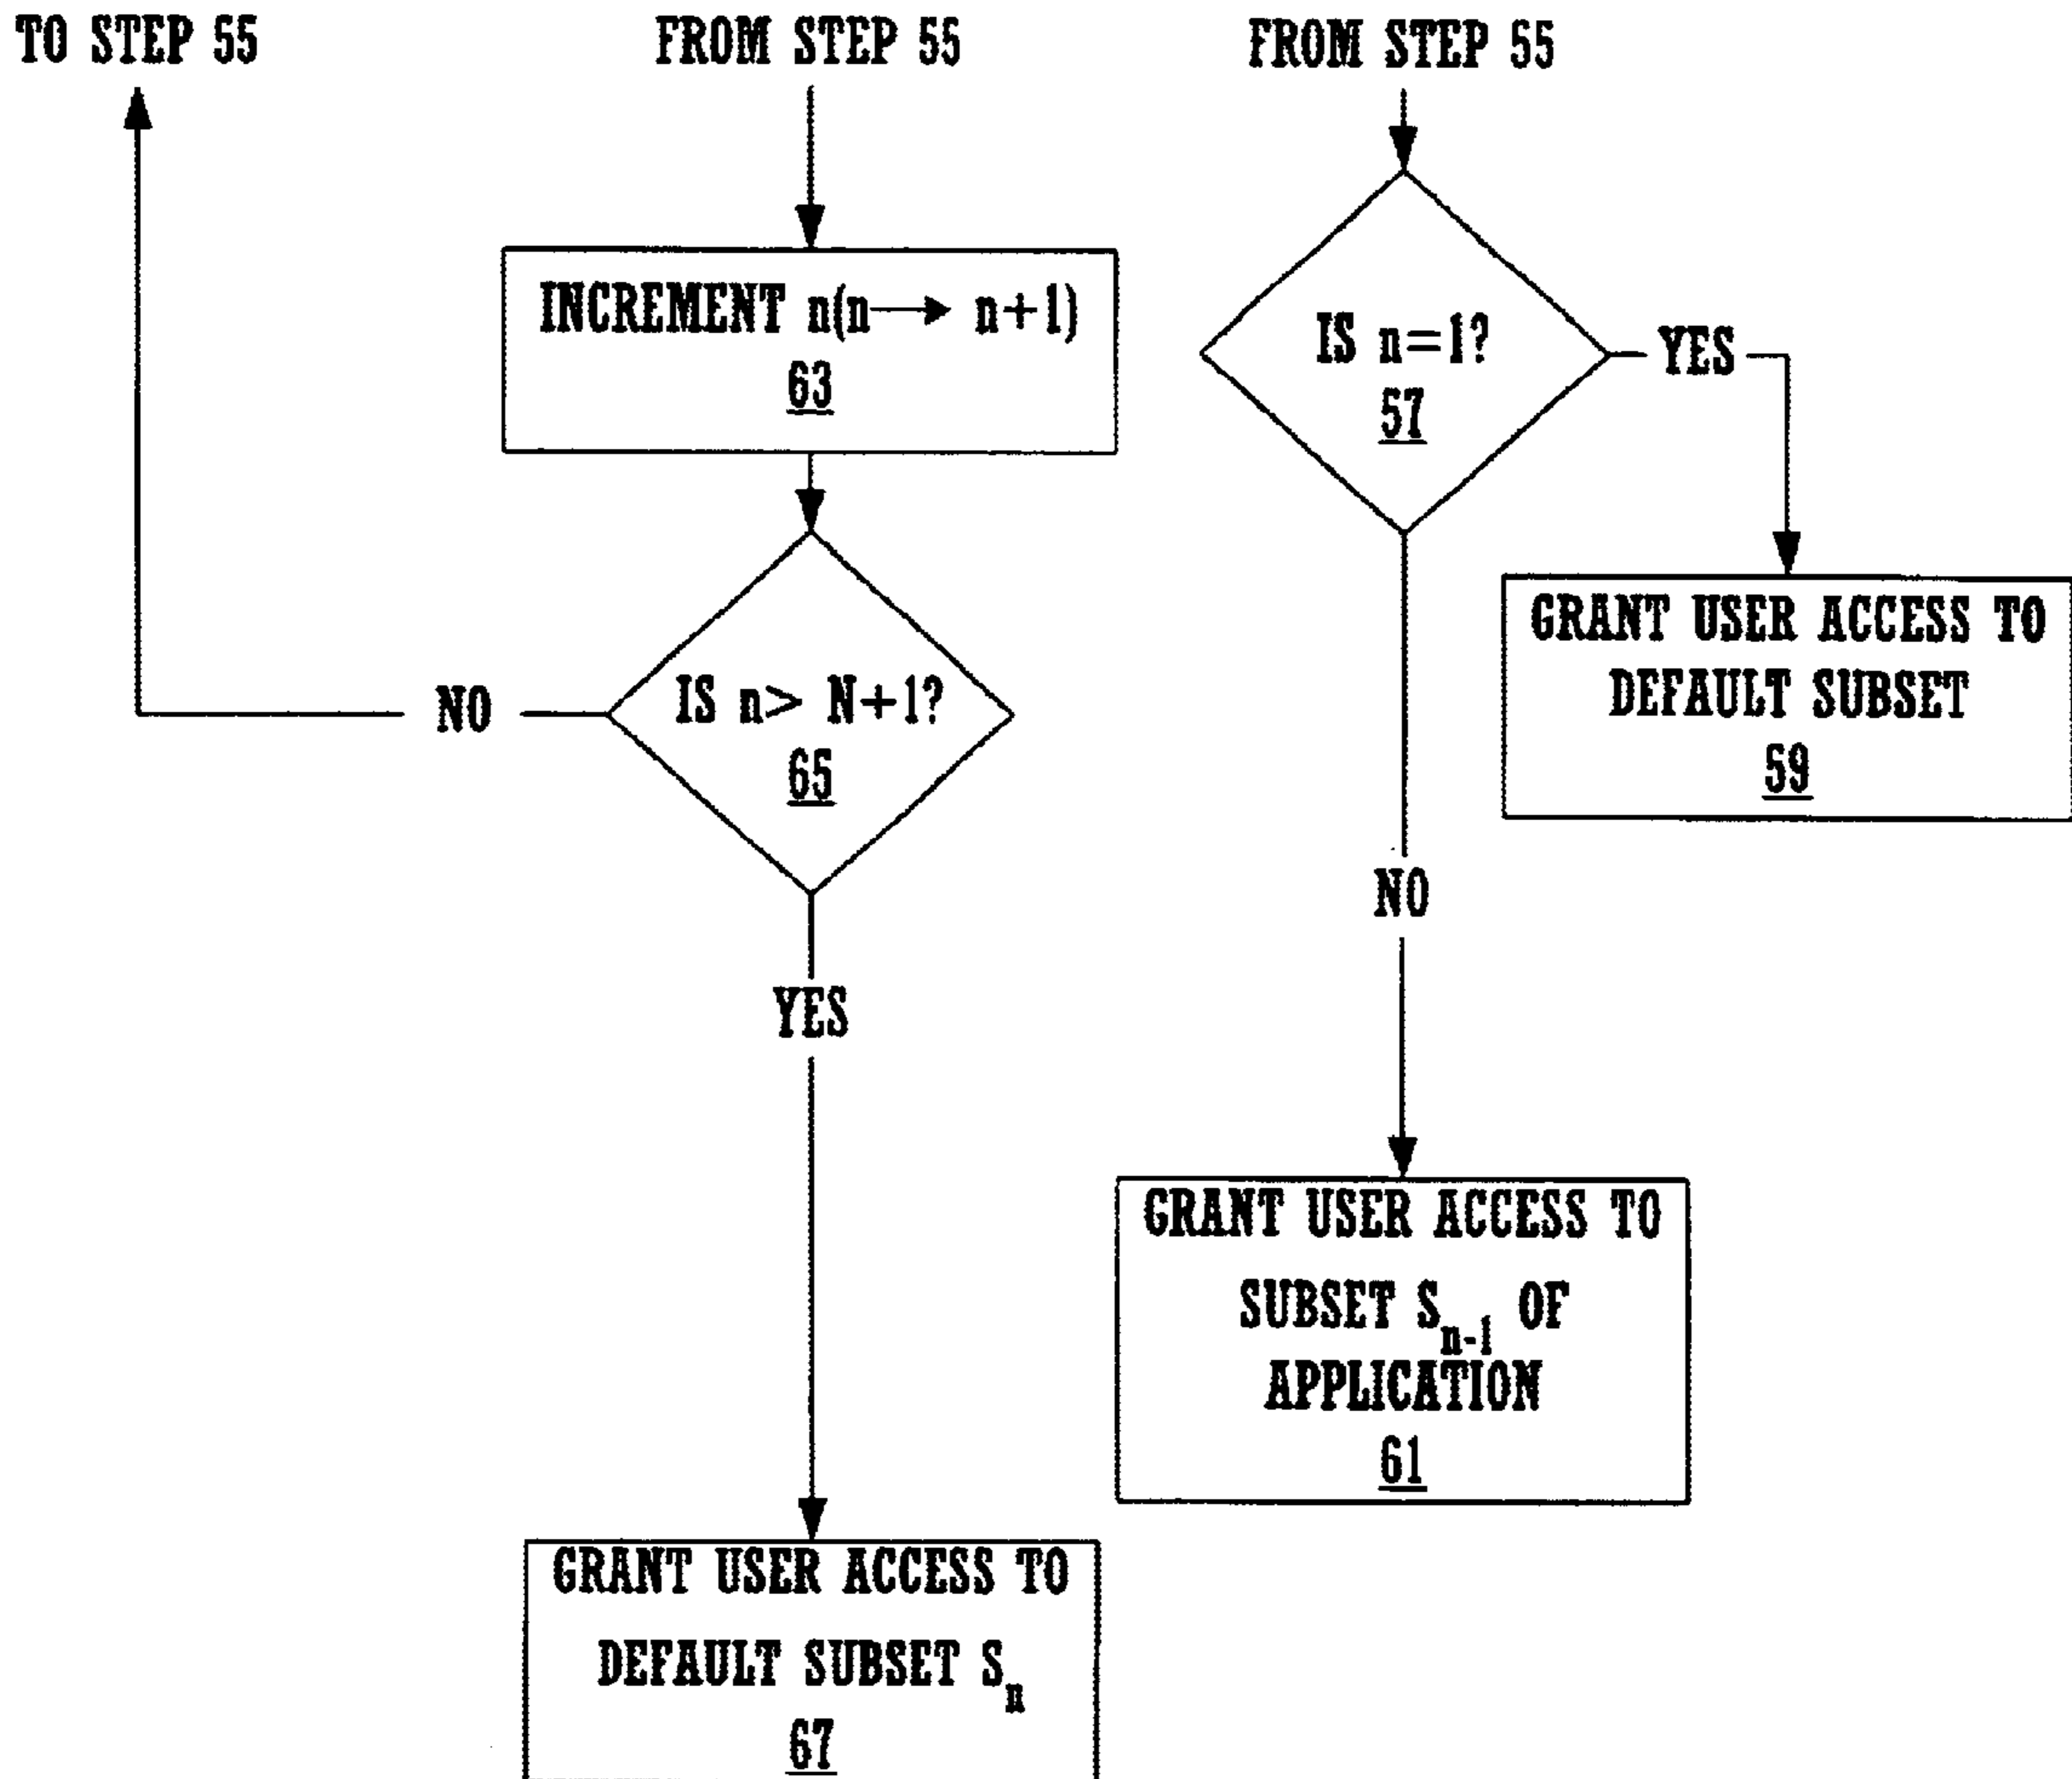 TO STEP 55
FROM STEP 55
FROM STEP 55
INCREMENT n(n→ n+1)
63
IS n=1?
57
YES
GRANT USER ACCESS TO
DEFAULT SUBSET
59
IS n> N+1?
65
NO
NO
YES
GRANT USER ACCESS TO
SUBSET Sn-1 OF
APPLICATION
61
GRANT USER ACCESS TO
DEFAULT SUBSET Sn
67